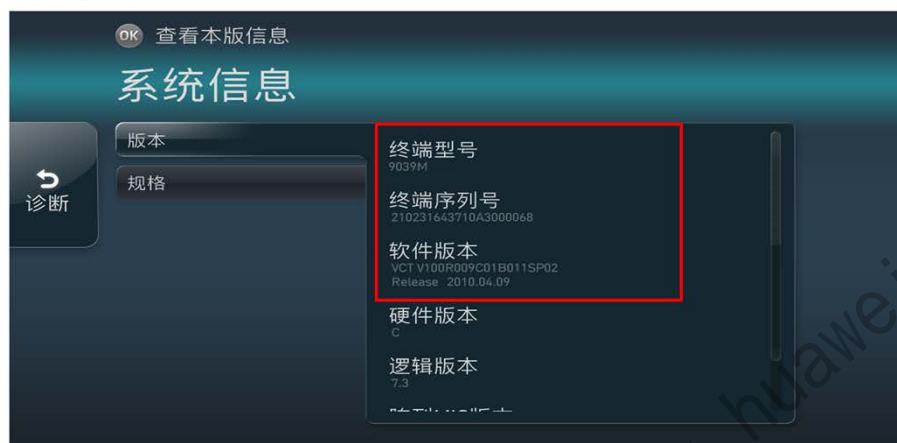 OK 查看本版信息
系统信息
诊断
版本
规格
终端型号
9039M
终端序列号
210231643710A3000068
软件版本
VCT V100R009C01B011SP02
Release 2010.04.09
硬件版本
C
逻辑版本
7.3
huawei